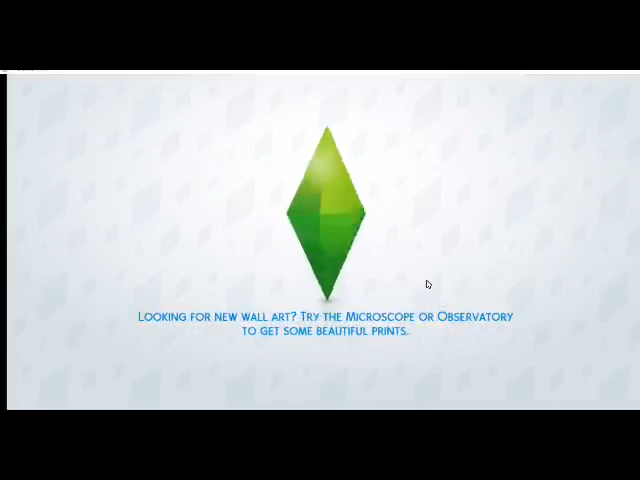 Looking for new wall art? Try the Microscope or Observatory
to get some beautiful prints.